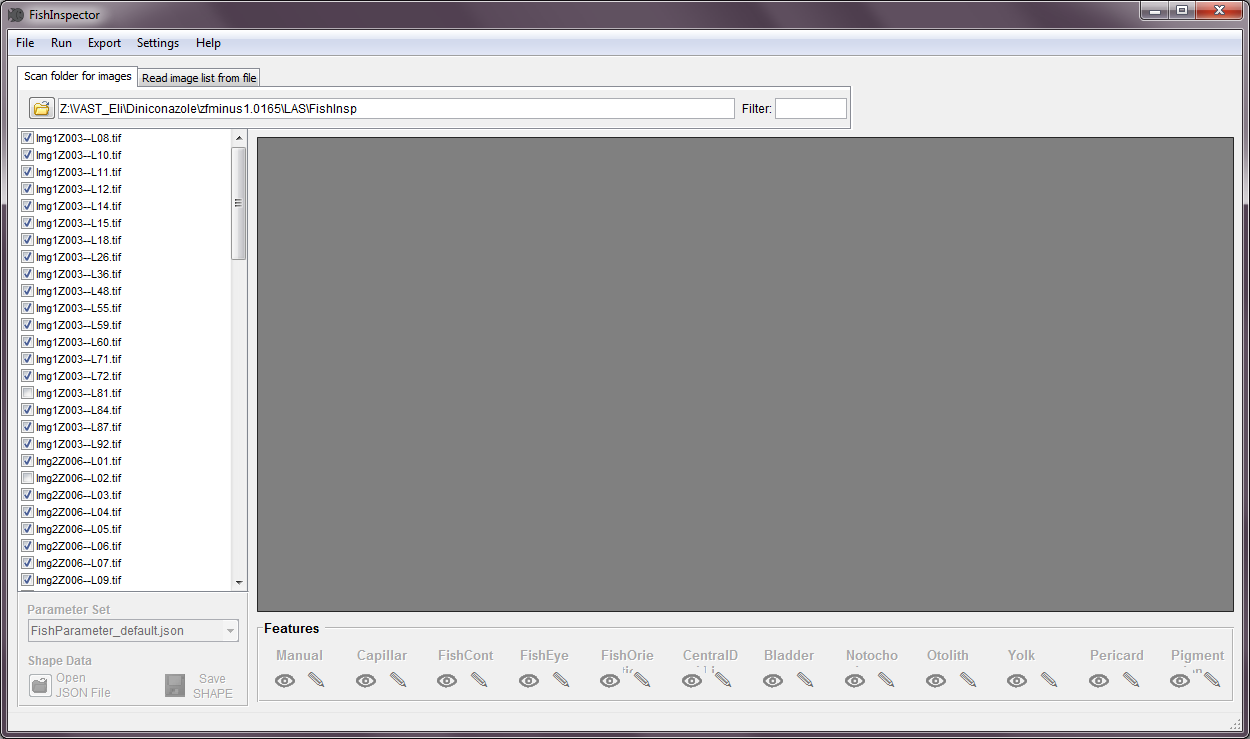 FishInspector
File Run Export Settings Help
Scan folder for images Read image list from file
Z:\VAST_Eli\Diniconazole\zfminus1.0165\LAS\FishInsp Filter:
Img1Z003--L08.tif
Img1Z003--L10.tif
Img1Z003--L11.tif
Img1Z003--L12.tif
Img1Z003--L14.tif
Img1Z003--L15.tif
Img1Z003--L18.tif
Img1Z003--L26.tif
Img1Z003--L36.tif
Img1Z003--L48.tif
Img1Z003--L55.tif
Img1Z003--L59.tif
Img1Z003--L60.tif
Img1Z003--L71.tif
Img1Z003--L72.tif
Img1Z003--L81.tif
Img1Z003--L84.tif
Img1Z003--L87.tif
Img1Z003--L92.tif
Img2Z006--L01.tif
Img2Z006--L02.tif
Img2Z006--L03.tif
Img2Z006--L04.tif
Img2Z006--L05.tif
Img2Z006--L06.tif
Img2Z006--L07.tif
Img2Z006--L09.tif
Parameter Set
FishParameter_default.json
Shape Data
Open
JSON File
Save
SHAPE
Features
Manual Capillar FishCont FishEye FishOrie CentralD Bladder Notocho Otolith Yolk Pericard Pigment